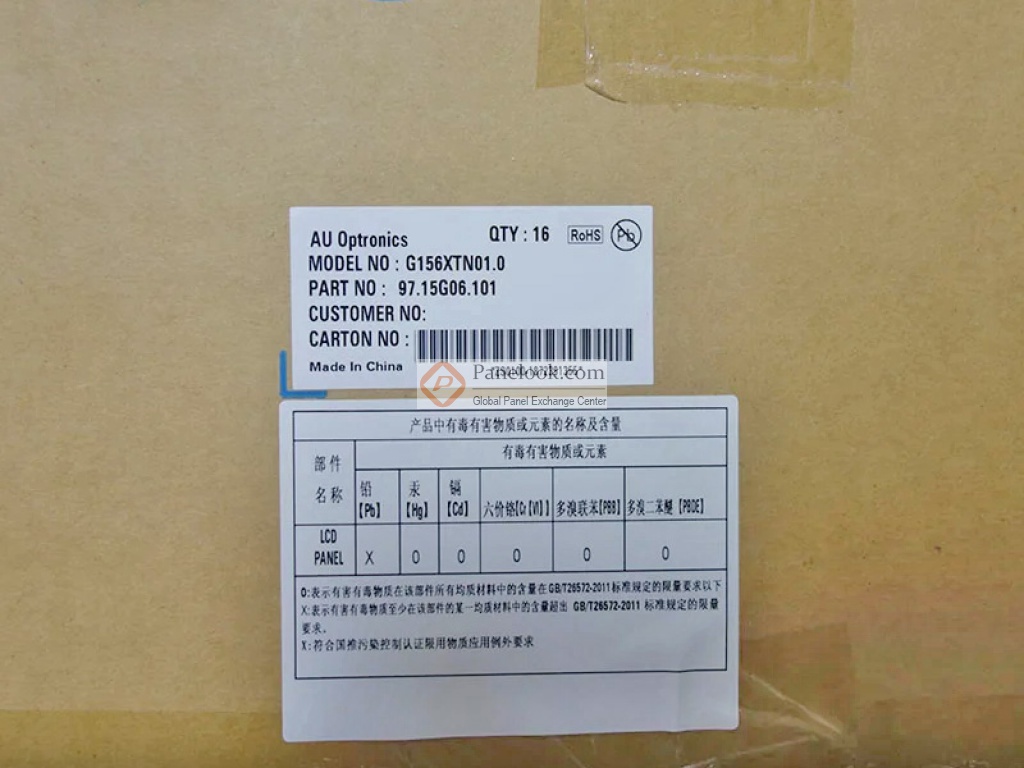 AU Optronics QTY : 16 RoHS Pb
MODEL NO : G156XTN01.0
PART NO : 97.15G06.101
CUSTOMER NO:
CARTON NO :
Made In China
Panelook.com
Global Panel Exchange Center
产品中有毒有害物质或元素的名称及含量
部件名称 有毒有害物质或元素
铅[Pb] 汞[Hg] 镉[Cd] 六价铬[Cr[VI]] 多溴联苯[PBB] 多溴二苯醚[PBDE]
LCD PANEL X O O O O O
O:表示有害有毒物质在该部件所有均质材料中的含量在GB/T26572-2011标准规定的限量要求以下
X:表示有害有毒物质至少在该部件的某一均质材料中的含量超出 GB/T26572-2011 标准规定的限量
要求。
X:符合国推污染控制认证限用物质应用例外要求